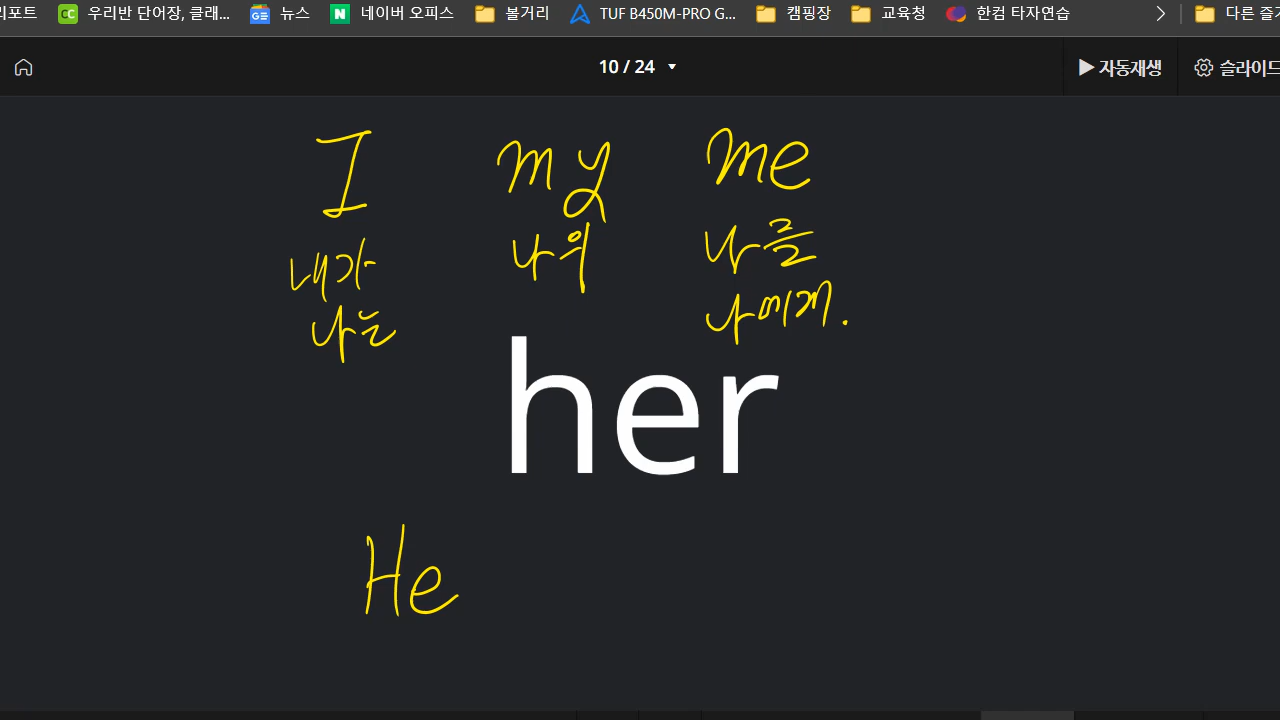 리포트 우리반 단어장, 클래... 뉴스 네이버 오피스 볼거리 TUF B450M-PRO G... 캠핑장 교육청 한컴 타자연습 다른 즐
10 / 24 자동재생 슬라이드
I my me
내가 나의 나를
나는 나에게.
her
He